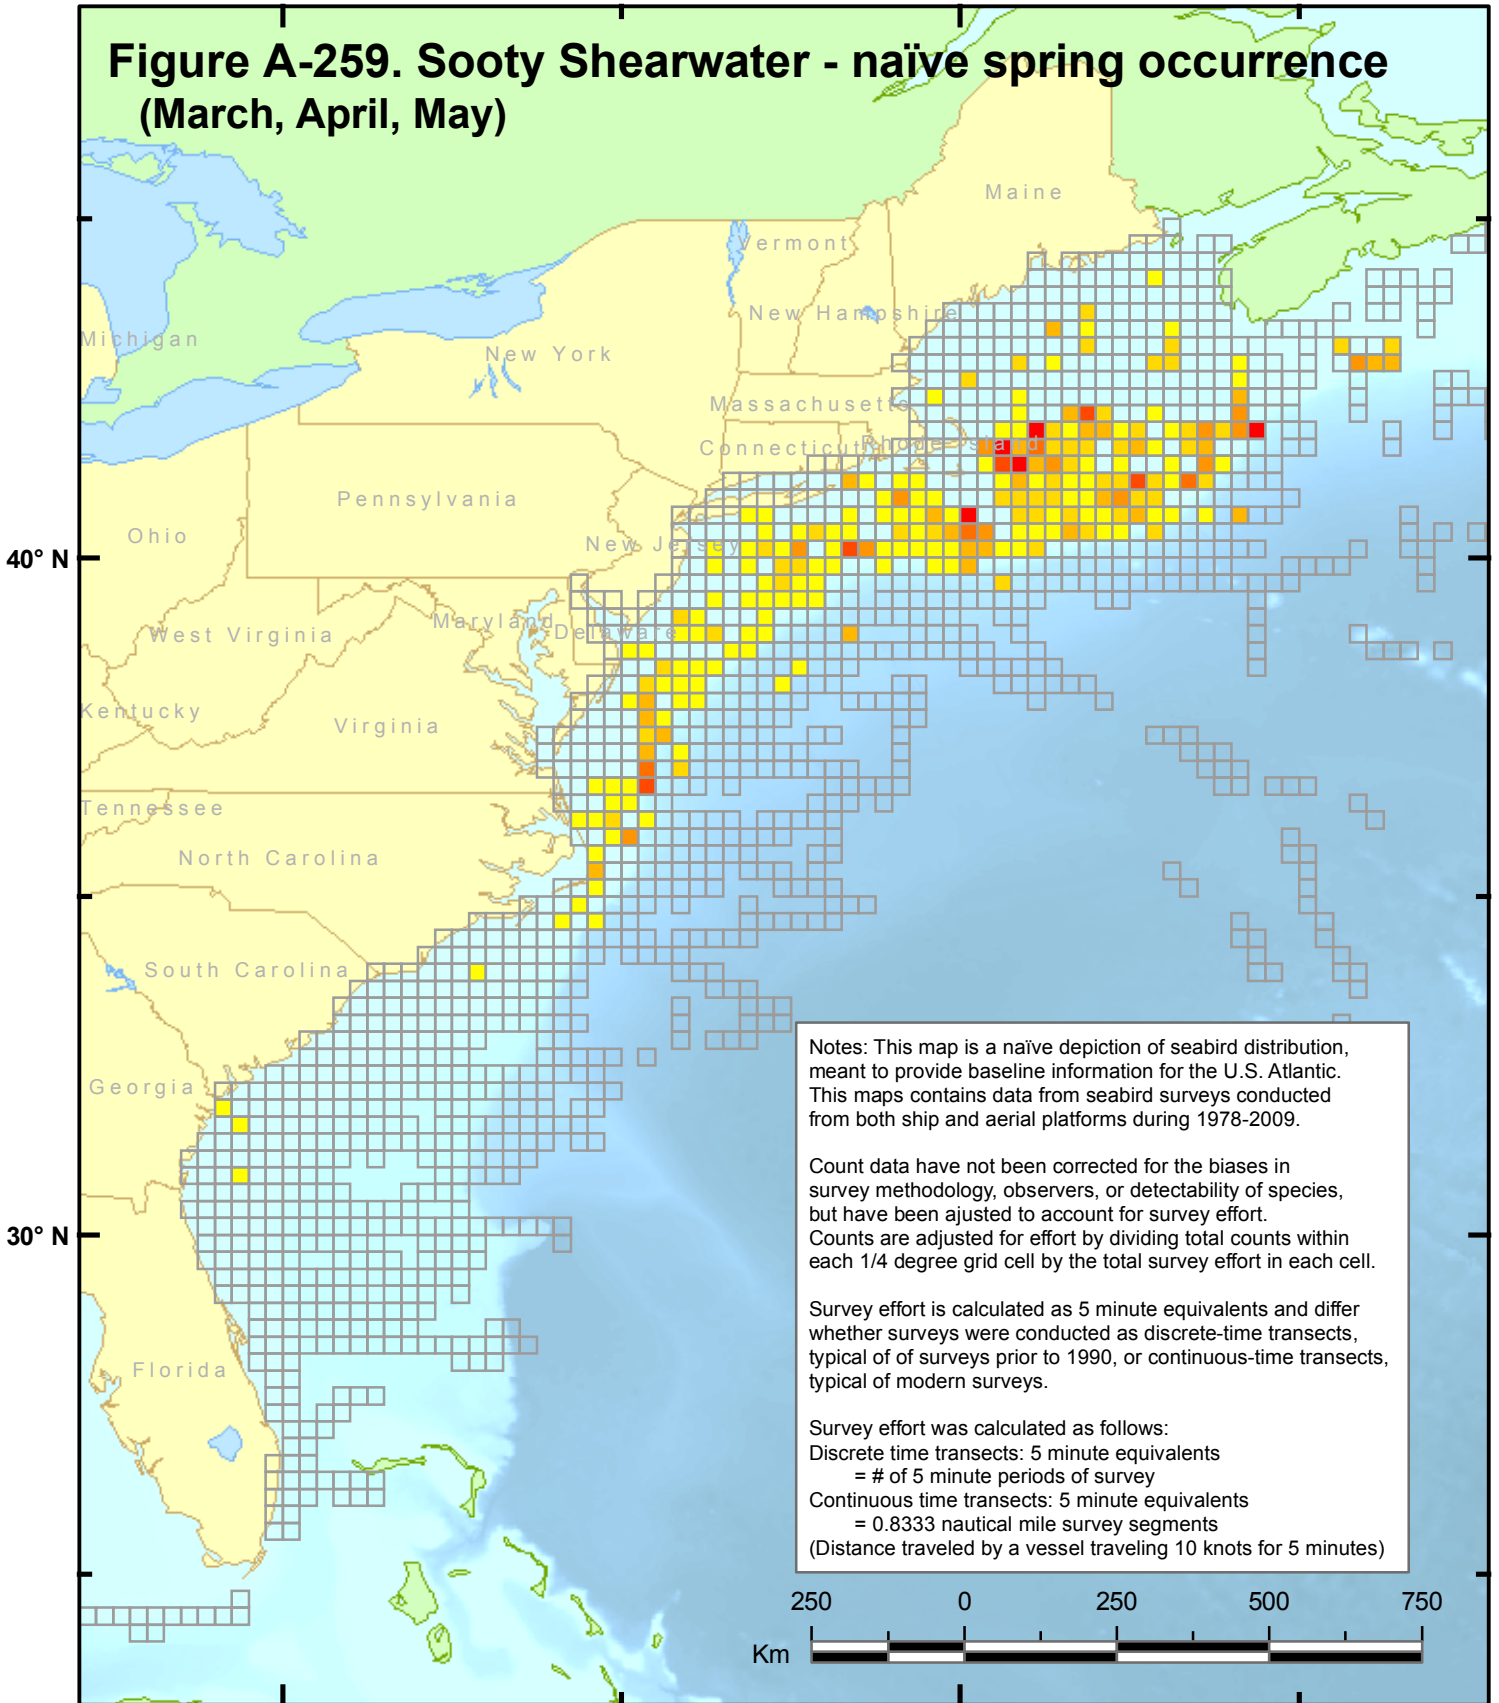 Figure A-259. Sooty Shearwater - naïve spring occurrence
(March, April, May)
Maine
Vermont
New Hampshire
Michigan
New York
Massachusetts
Connecticut
Rhode Island
Pennsylvania
Ohio
New Jersey
40° N
Maryland
Delaware
West Virginia
Kentucky
Virginia
Tennessee
North Carolina
South Carolina
Georgia
30° N
Florida
Notes: This map is a naïve depiction of seabird distribution,
meant to provide baseline information for the U.S. Atlantic.
This maps contains data from seabird surveys conducted
from both ship and aerial platforms during 1978-2009.
Count data have not been corrected for the biases in
survey methodology, observers, or detectability of species,
but have been ajusted to account for survey effort.
Counts are adjusted for effort by dividing total counts within
each 1/4 degree grid cell by the total survey effort in each cell.
Survey effort is calculated as 5 minute equivalents and differ
whether surveys were conducted as discrete-time transects,
typical of of surveys prior to 1990, or continuous-time transects,
typical of modern surveys.
Survey effort was calculated as follows:
Discrete time transects: 5 minute equivalents
= # of 5 minute periods of survey
Continuous time transects: 5 minute equivalents
= 0.8333 nautical mile survey segments
(Distance traveled by a vessel traveling 10 knots for 5 minutes)
250 0 250 500 750
Km